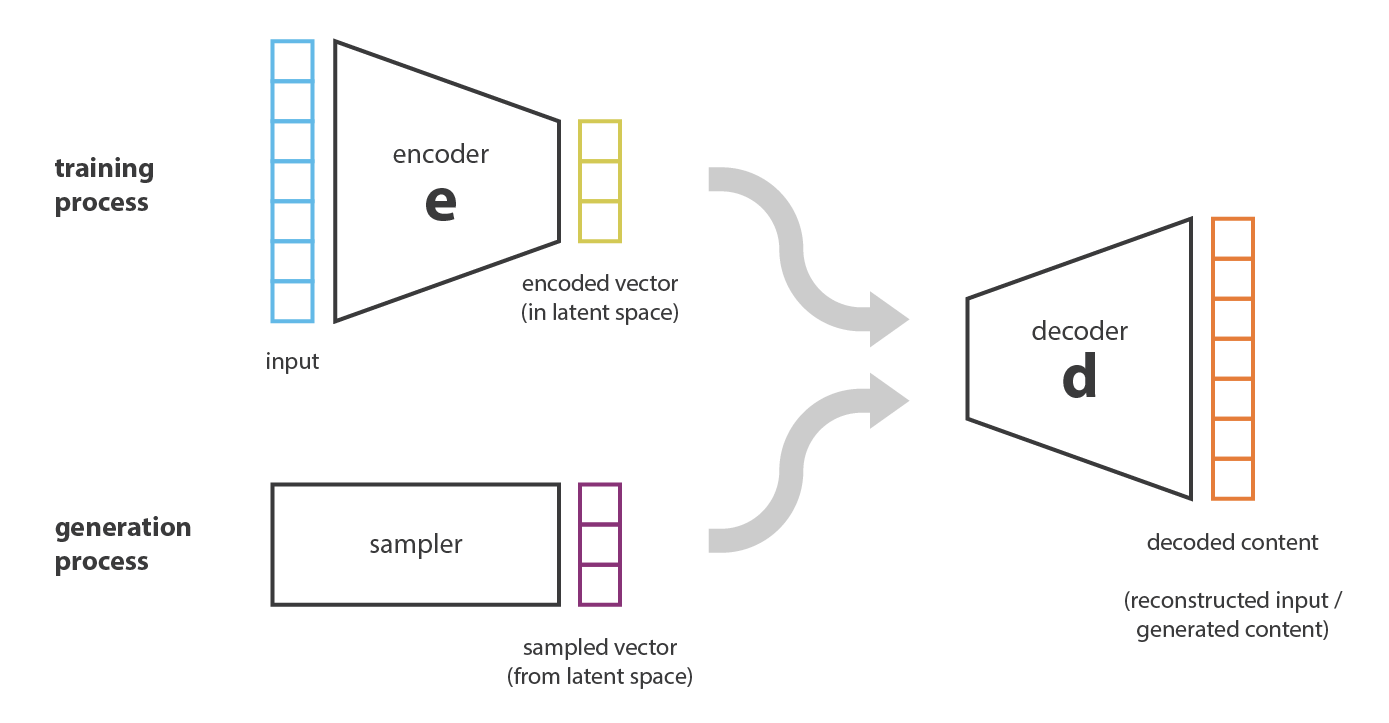 training
process
encoder
e
encoded vector
(in latent space)
input
decoder
d
generation
process
sampler
sampled vector
(from latent space)
decoded content
(reconstructed input /
generated content)